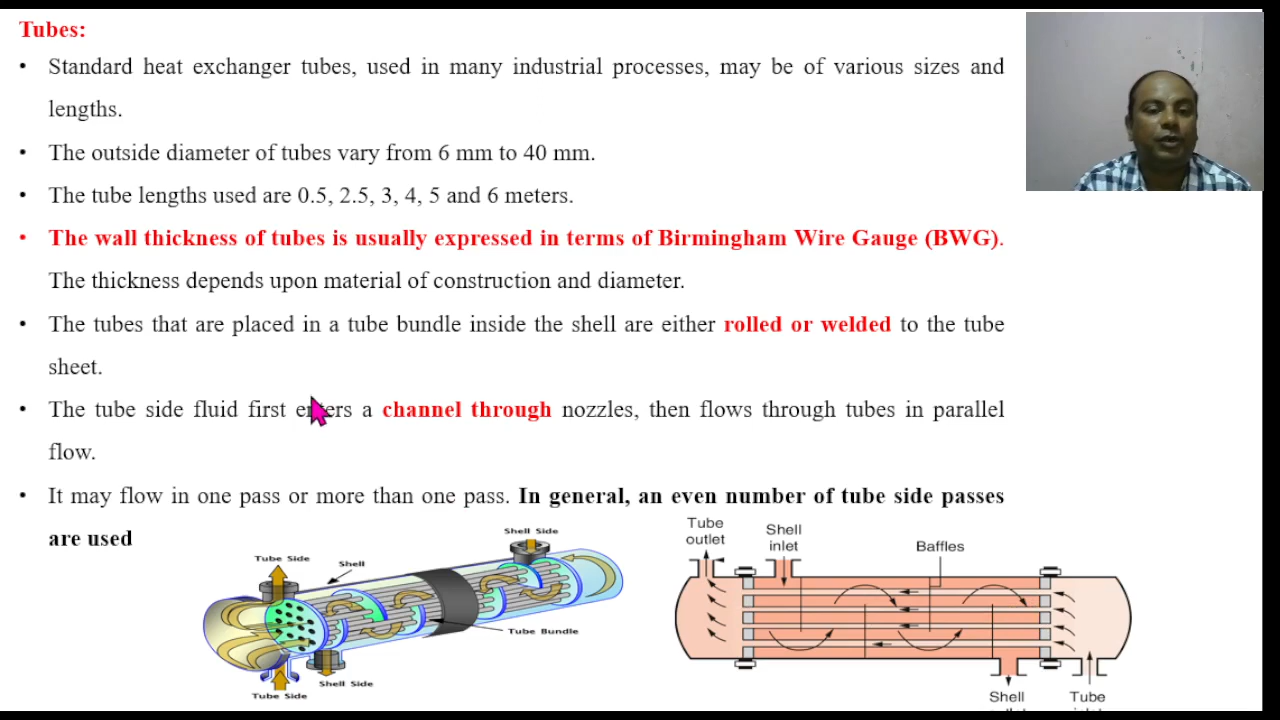 Tubes:
• Standard heat exchanger tubes, used in many industrial processes, may be of various sizes and
lengths.
• The outside diameter of tubes vary from 6 mm to 40 mm.
• The tube lengths used are 0.5, 2.5, 3, 4, 5 and 6 meters.
• The wall thickness of tubes is usually expressed in terms of Birmingham Wire Gauge (BWG).
The thickness depends upon material of construction and diameter.
• The tubes that are placed in a tube bundle inside the shell are either rolled or welded to the tube
sheet.
• The tube side fluid first enters a channel through nozzles, then flows through tubes in parallel
flow.
• It may flow in one pass or more than one pass. In general, an even number of tube side passes
are used
Shell Side
Tube Side
Shell
Tube Bundle
Shell Side
Tube Side
Tube
outlet
Shell
inlet
Baffles
Shell
Tube